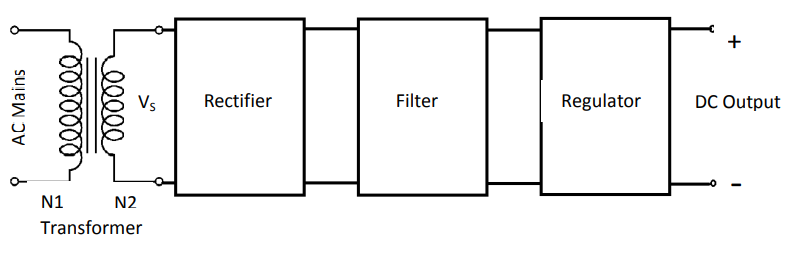 AC Mains
Vs
Rectifier
Filter
Regulator
+
DC Output
-
N1
N2
Transformer